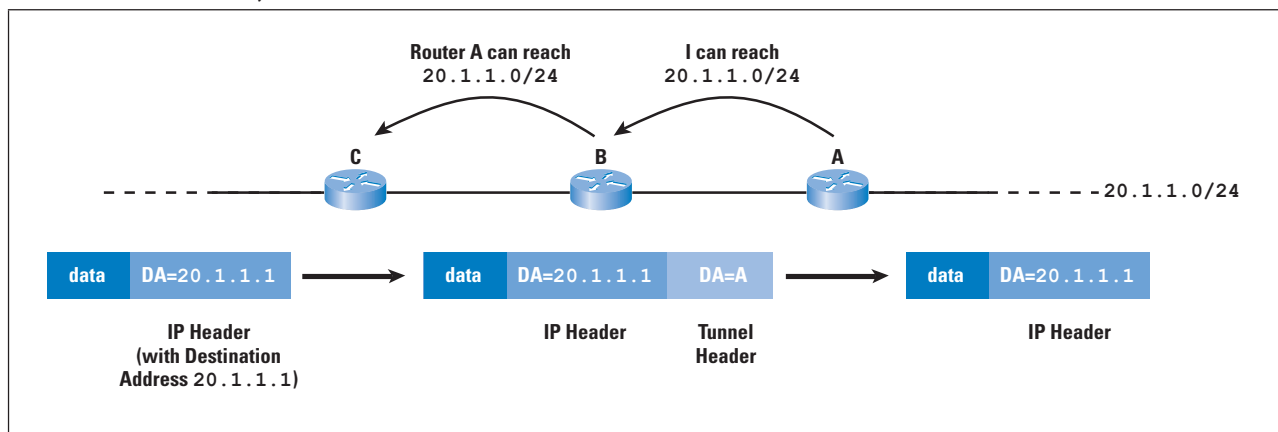 Router A can reach
20.1.1.0/24
I can reach
20.1.1.0/24
C
B
A
20.1.1.0/24
data
DA=20.1.1.1
data
DA=20.1.1.1
DA=A
data
DA=20.1.1.1
IP Header
(with Destination
Address 20.1.1.1)
IP Header
Tunnel
Header
IP Header